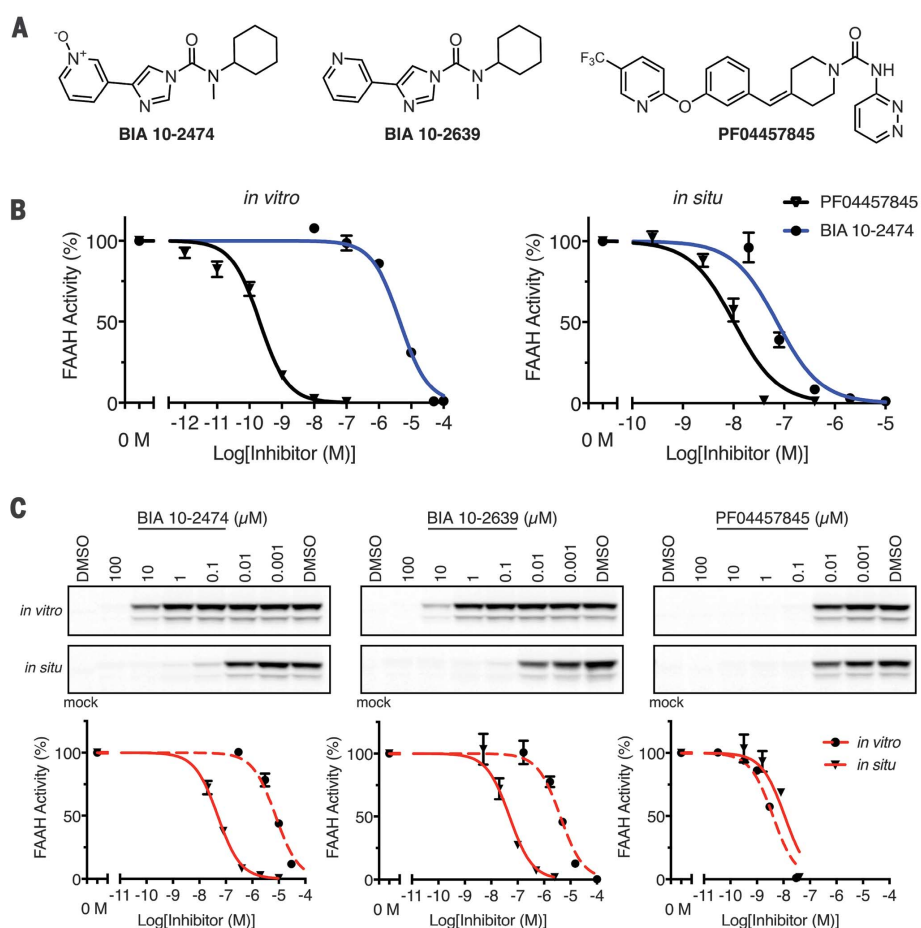 A
-O
N+
N
N
O
N
BIA 10-2474
N
N
N
O
N
BIA 10-2639
F3C
N
O
N
O
NH
N
N
PF04457845
B
in vitro
in situ
PF04457845
BIA 10-2474
FAAH Activity (%)
100
50
0
0 M
-12 -11 -10 -9 -8 -7 -6 -5 -4
Log[Inhibitor (M)]
FAAH Activity (%)
100
50
0
0 M
-10 -9 -8 -7 -6 -5
Log[Inhibitor (M)]
C
BIA 10-2474 (µM)
DMSO 100 10 1 0.1 0.01 0.001 DMSO
BIA 10-2639 (µM)
DMSO 100 10 1 0.1 0.01 0.001 DMSO
PF04457845 (µM)
DMSO 100 10 1 0.1 0.01 0.001 DMSO
in vitro
in situ
mock
mock
mock
FAAH Activity (%)
100
50
0
0 M
-11 -10 -9 -8 -7 -6 -5 -4
Log[Inhibitor (M)]
FAAH Activity (%)
100
50
0
0 M
-11 -10 -9 -8 -7 -6 -5 -4
Log[Inhibitor (M)]
FAAH Activity (%)
100
50
0
0 M
-11 -10 -9 -8 -7 -6 -5 -4
Log[Inhibitor (M)]
in vitro
in situ